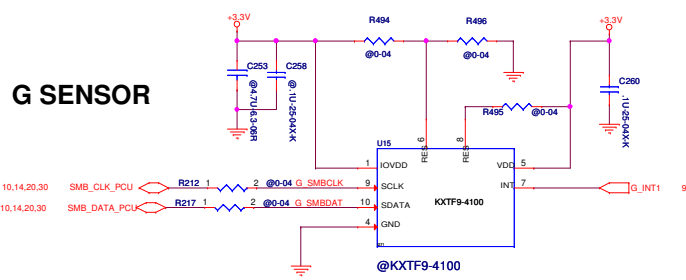 +3.3V
R494
@0-04
R496
@0-04
+3.3V
C253
@4.7U-6.3-06R
C258
@.1U-25-04X-K
C260
.1U-25-04X-K
G SENSOR
R495
@0-04
U15
RES 6
RES 8
1 IOVDD
VDD 5
10,14,20,30 SMB_CLK_PCU R212 1 2 @0-04 G_SMBCLK 9 SCLK
INT 7 G_INT1 9
10,14,20,30 SMB_DATA_PCU R217 1 2 @0-04 G_SMBDAT 10 SDATA
KXTF9-4100
4 GND
@KXTF9-4100